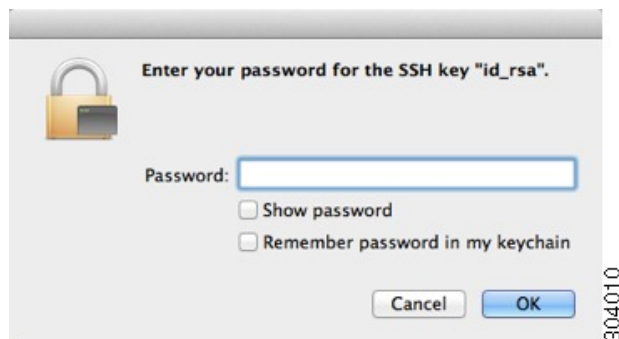 Enter your password for the SSH key "id_rsa".
Password:
Show password
Remember password in my keychain
Cancel
OK
304010